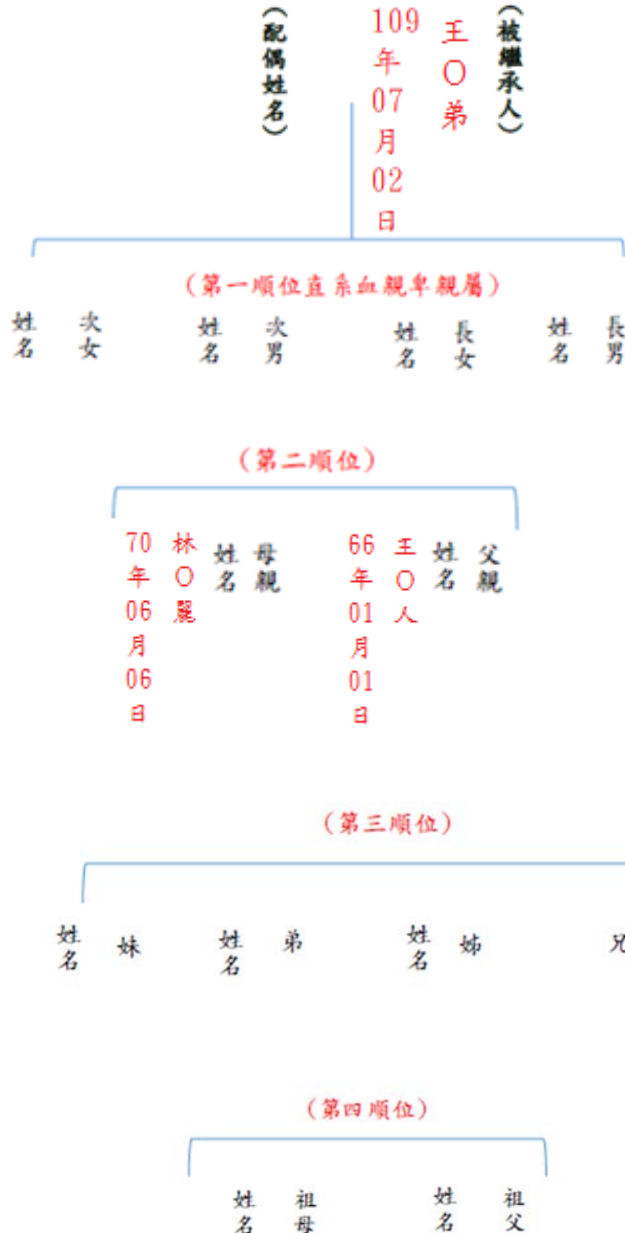 （被繼承人）
王〇弟
109年07月02日
（配偶姓名）
（第一順位直系血親卑親屬）
長男
姓名
長女
姓名
次男
姓名
次女
姓名
（第二順位）
父親
姓名
王〇人
66年01月01日
母親
姓名
林〇麗
70年06月06日
（第三順位）
兄
姊
姓名
弟
姓名
妹
姓名
（第四順位）
祖父
姓名
祖母
姓名